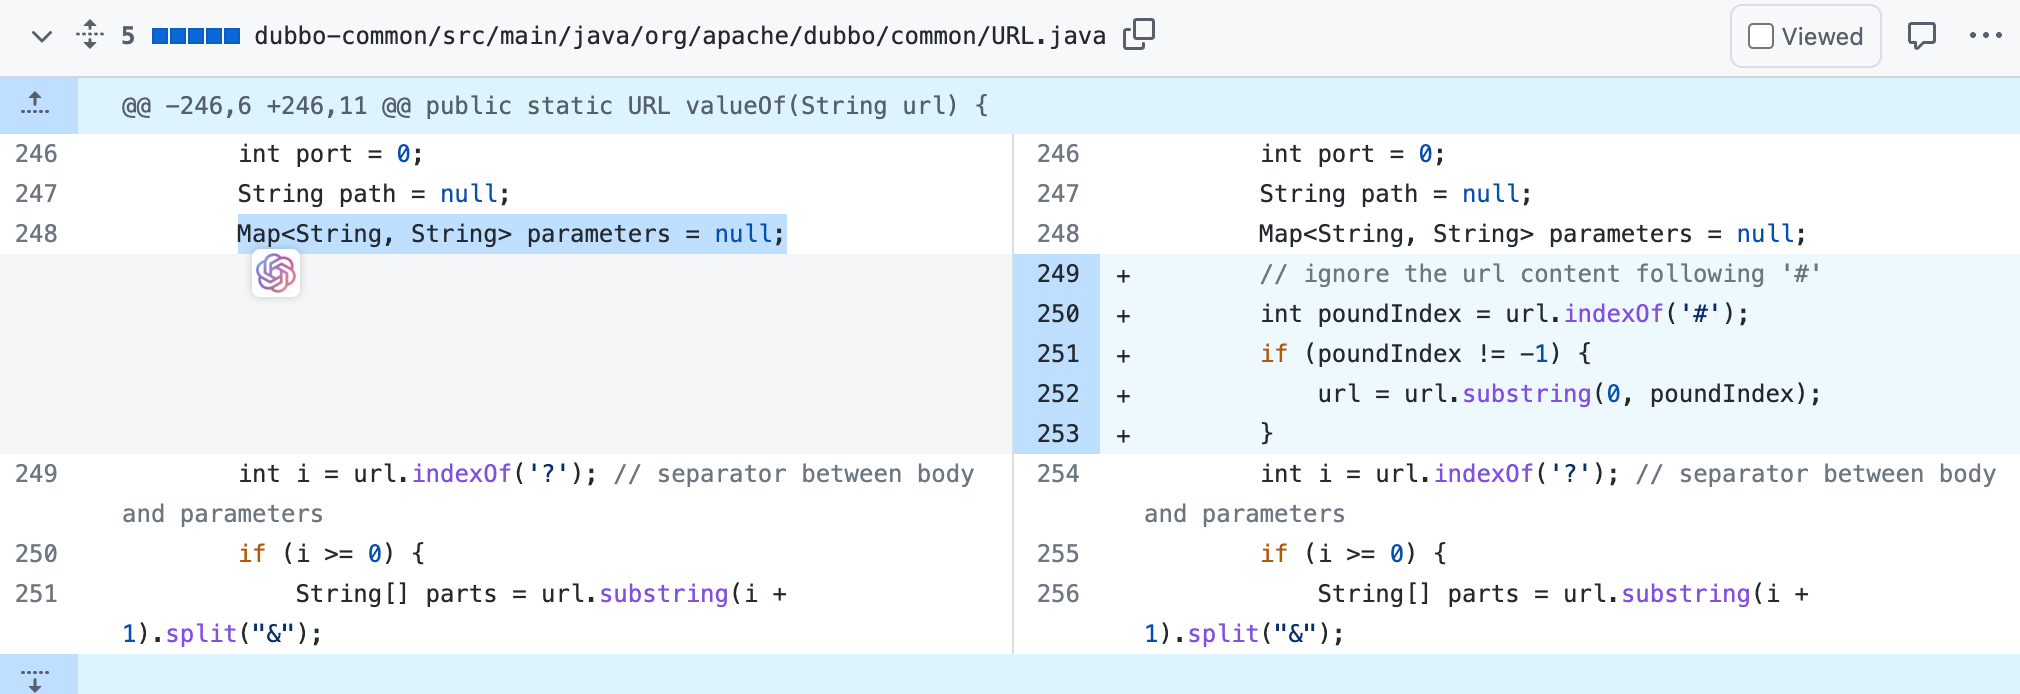 5 dubbo-common/src/main/java/org/apache/dubbo/common/URL.java Viewed
@@ -246,6 +246,11 @@ public static URL valueOf(String url) {
246 int port = 0;
247 String path = null;
248 Map<String, String> parameters = null;
249 int i = url.indexOf('?'); // separator between body
and parameters
250 if (i >= 0) {
251 String[] parts = url.substring(i +
1).split("&");
246 int port = 0;
247 String path = null;
248 Map<String, String> parameters = null;
249 + // ignore the url content following '#'
250 + int poundIndex = url.indexOf('#');
251 + if (poundIndex != -1) {
252 + url = url.substring(0, poundIndex);
253 + }
254 int i = url.indexOf('?'); // separator between body
and parameters
255 if (i >= 0) {
256 String[] parts = url.substring(i +
1).split("&");